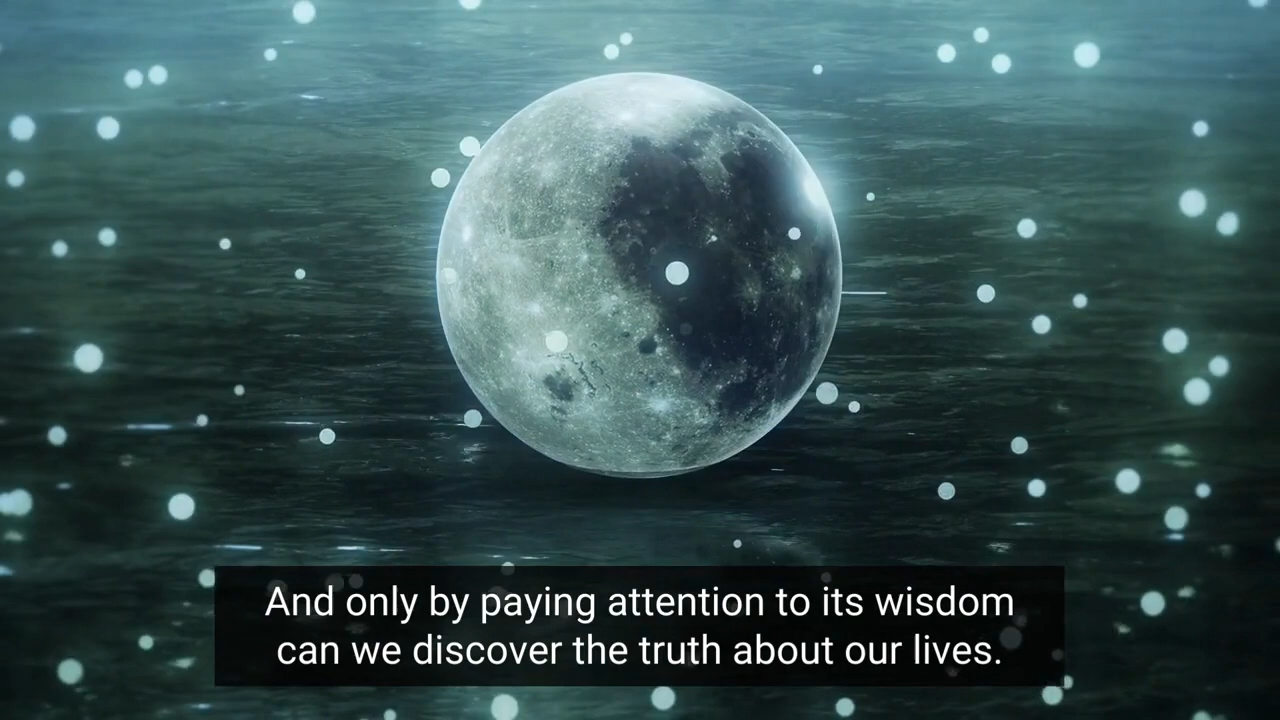 And only by paying attention to its wisdom
can we discover the truth about our lives.